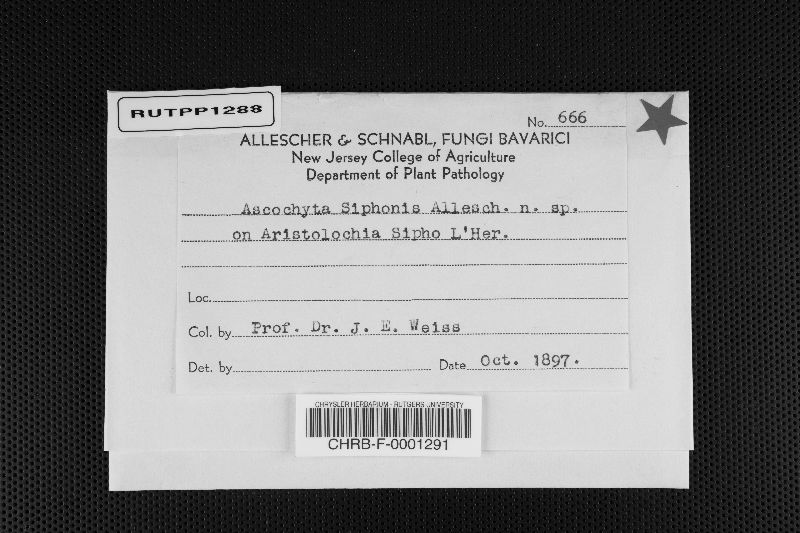 RUTPP1288
No. 666
ALLESCHER & SCHNABL, FUNGI BAVARICI
New Jersey College of Agriculture
Department of Plant Pathology
Ascochyta Siphonis Allesch. n. sp.
on Aristolochia Sipho L'Her.
Loc.
Col. by Prof. Dr. J. E. Weiss
Det. by Date Oct. 1897.
CHRYSLER HERBARIUM - RUTGERS UNIVERSITY
CHRB-F-0001291